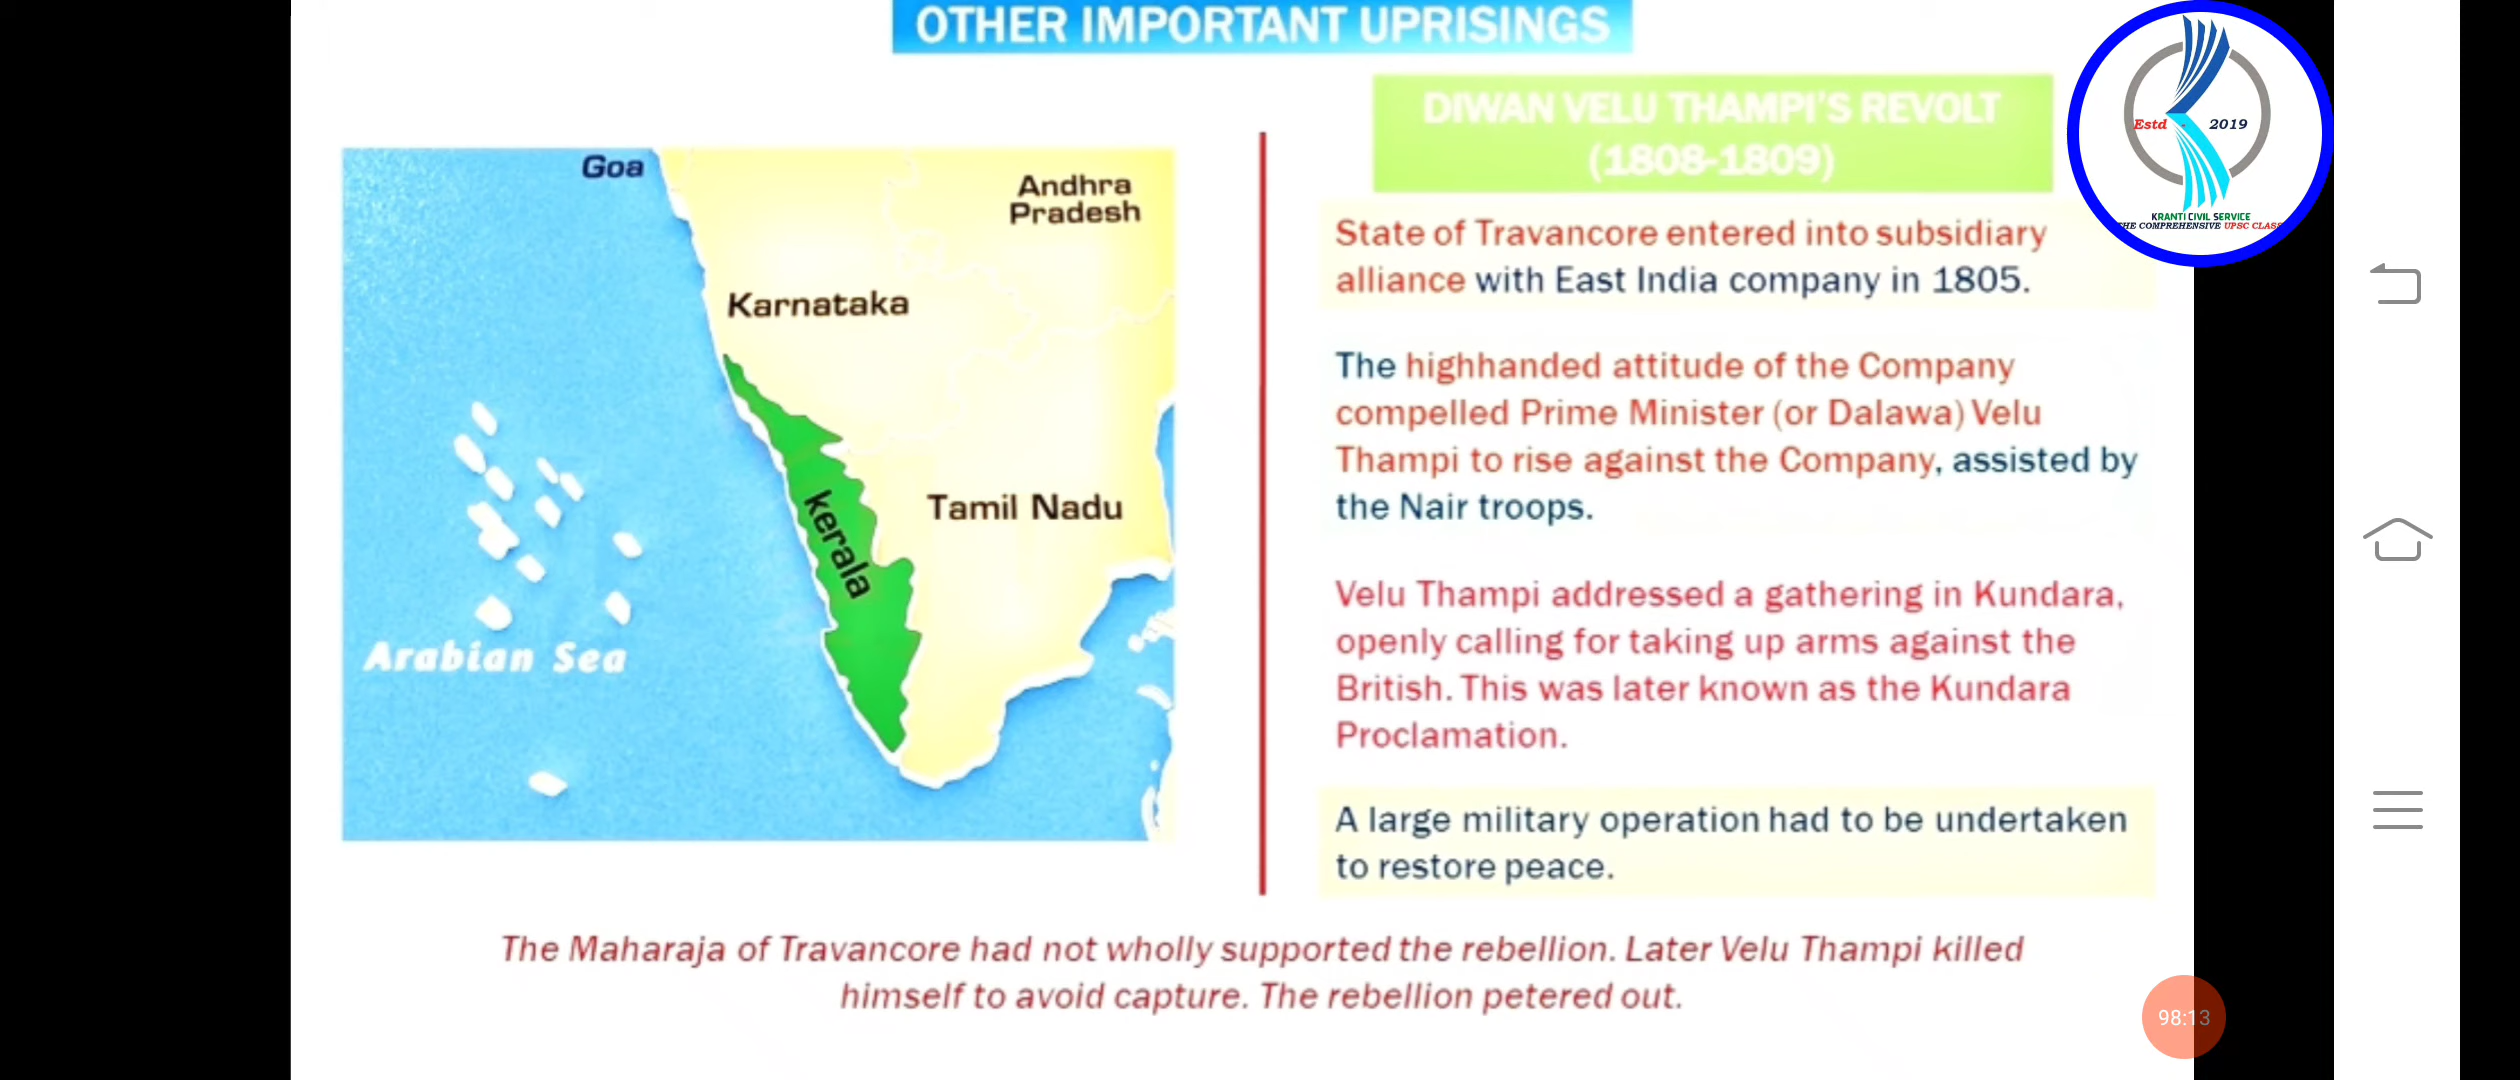 OTHER IMPORTANT UPRISINGS
DIWAN VELU THAMPI'S REVOLT
(1808-1809)
Estd
2019
KRANTI CIVIL SERVICE
THE COMPREHENSIVE UPSC CLASS
Goa
Andhra
Pradesh
Karnataka
kerala
Tamil Nadu
Arabian Sea
State of Travancore entered into subsidiary
alliance with East India company in 1805.
The highhanded attitude of the Company
compelled Prime Minister (or Dalawa) Velu
Thampi to rise against the Company, assisted by
the Nair troops.
Velu Thampi addressed a gathering in Kundara,
openly calling for taking up arms against the
British. This was later known as the Kundara
Proclamation.
A large military operation had to be undertaken
to restore peace.
The Maharaja of Travancore had not wholly supported the rebellion. Later Velu Thampi killed
himself to avoid capture. The rebellion petered out.
98:13